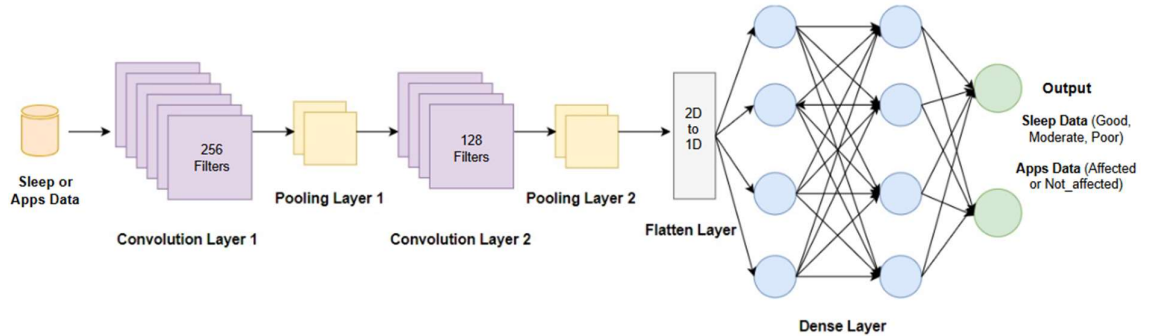 Sleep or
Apps Data
256
Filters
Convolution Layer 1
Pooling Layer 1
128
Filters
Convolution Layer 2
Pooling Layer 2
2D
to
1D
Flatten Layer
Dense Layer
Output
Sleep Data (Good,
Moderate, Poor)
Apps Data (Affected
or Not_affected)